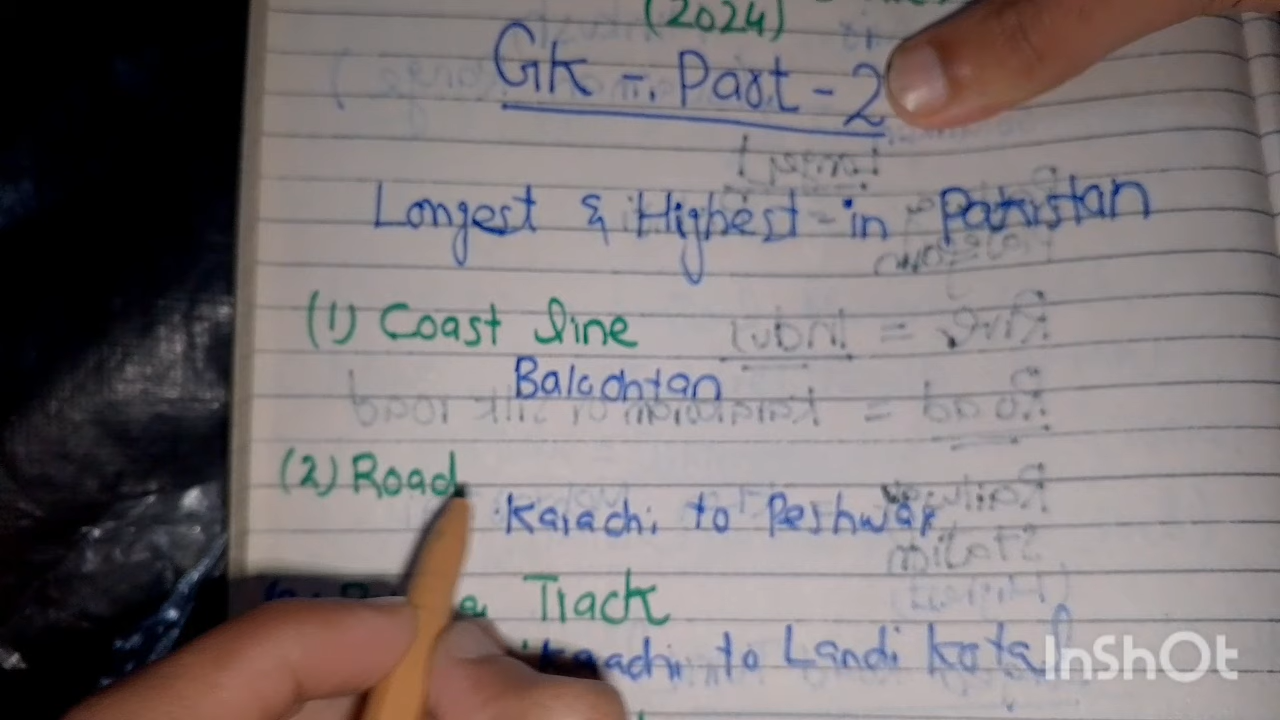 (2024)
GK - Part - 2
Longest & Highest - in Pakistan
(1) Coast line
Balcohtan
(2) Road
Karachi to Peshwar
Track
to Landi Kotal
InShOt